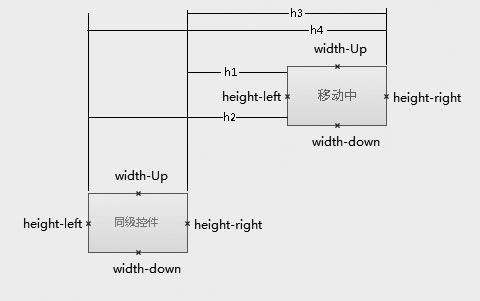 h3
h4
width-Up
h1
height-left
移动中
height-right
h2
width-down
width-Up
height-left
同级控件
height-right
width-down